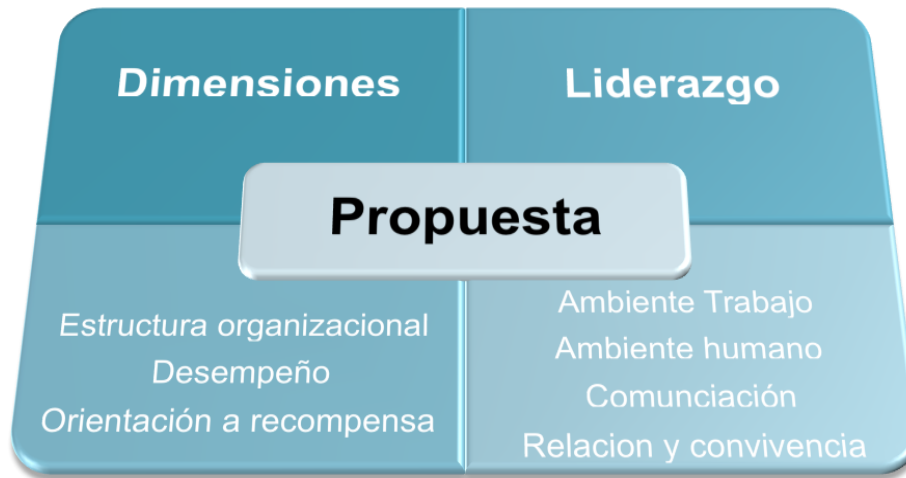 Dimensiones
Liderazgo
Propuesta
Estructura organizacional
Desempeño
Orientación a recompensa
Ambiente Trabajo
Ambiente humano
Comunciación
Relacion y convivencia